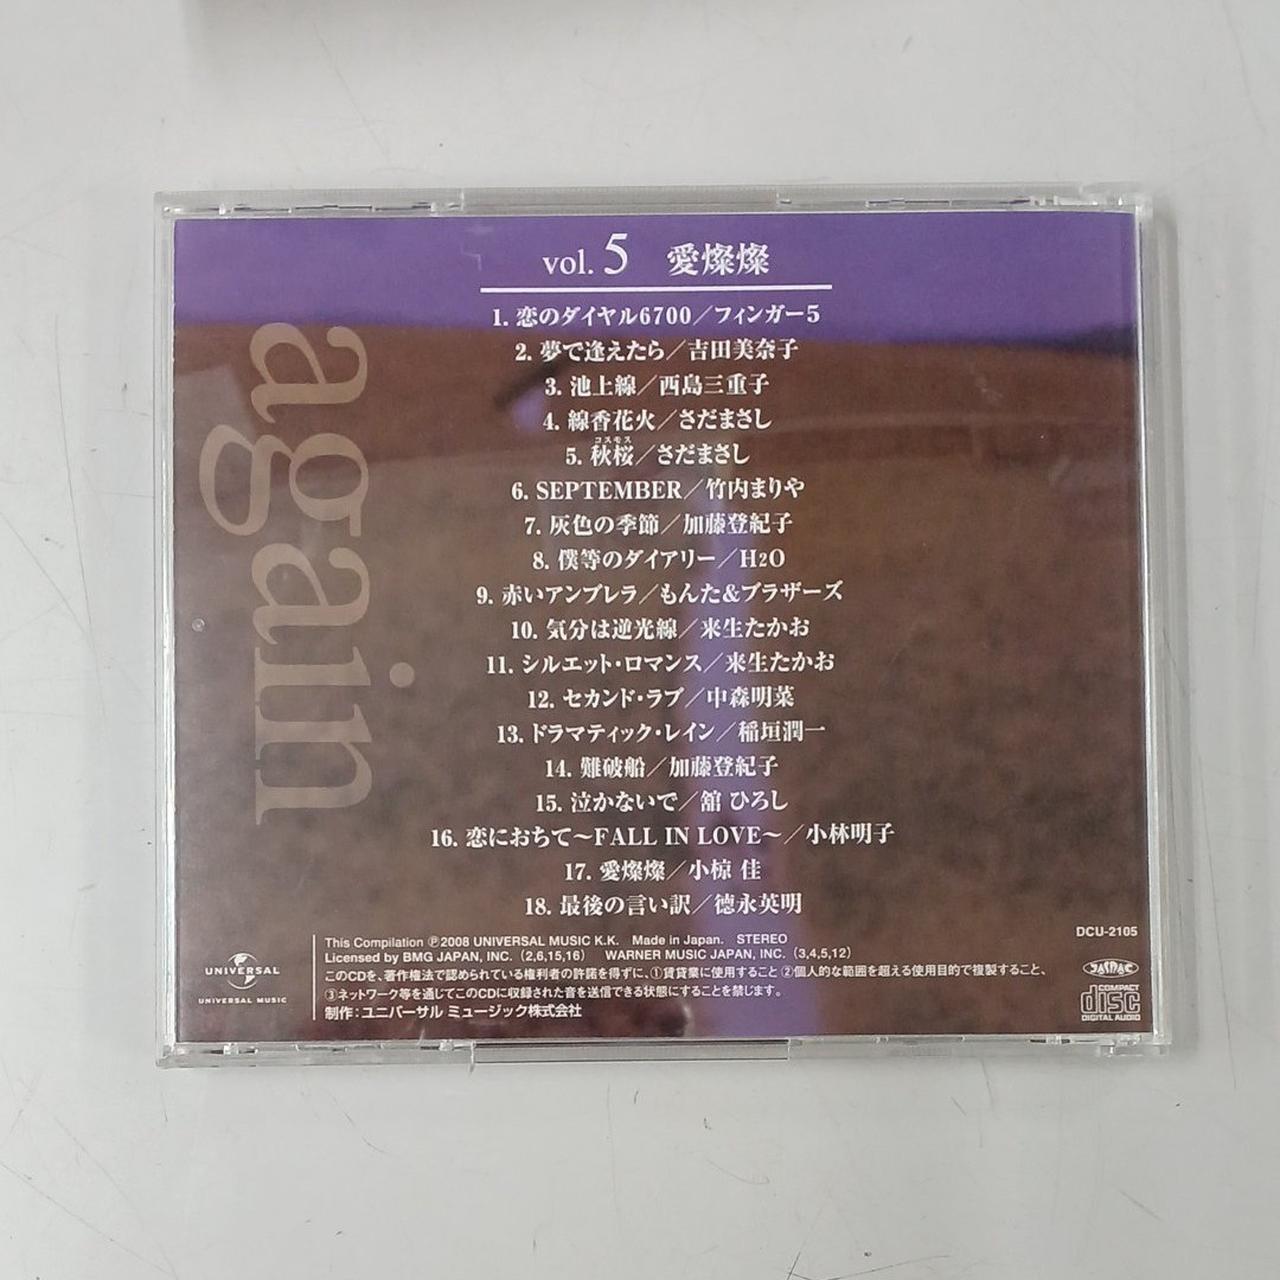 vol. 5 愛燦燦
again
1. 恋のダイヤル6700／フィンガー5
2. 夢で逢えたら／吉田美奈子
3. 池上線／西島三重子
4. 線香花火／さだまさし
コスモス
5. 秋桜／さだまさし
6. SEPTEMBER／竹内まりや
7. 灰色の季節／加藤登紀子
8. 僕等のダイアリー／H2O
9. 赤いアンブレラ／もんた&ブラザーズ
10. 気分は逆光線／来生たかお
11. シルエット・ロマンス／来生たかお
12. セカンド・ラブ／中森明菜
13. ドラマティック・レイン／稲垣潤一
14. 難破船／加藤登紀子
15. 泣かないで／舘 ひろし
16. 恋におちて〜FALL IN LOVE〜／小林明子
17. 愛燦燦／小椋 佳
18. 最後の言い訳／德永英明
DCU-2105
UNIVERSAL
UNIVERSAL MUSIC
This Compilation ℗2008 UNIVERSAL MUSIC K.K. Made in Japan. STEREO
Licensed by BMG JAPAN, INC. (2,6,15,16) WARNER MUSIC JAPAN, INC. (3,4,5,12)
このCDを、著作権法で認められている権利者の許諾を得ずに、①賃貸業に使用すること ②個人的な範囲を超える使用目的で複製すること、
③ネットワーク等を通じてこのCDに収録された音を送信できる状態にすることを禁じます。
制作：ユニバーサル ミュージック株式会社
JASRAC
COMPACT
disc
DIGITAL AUDIO